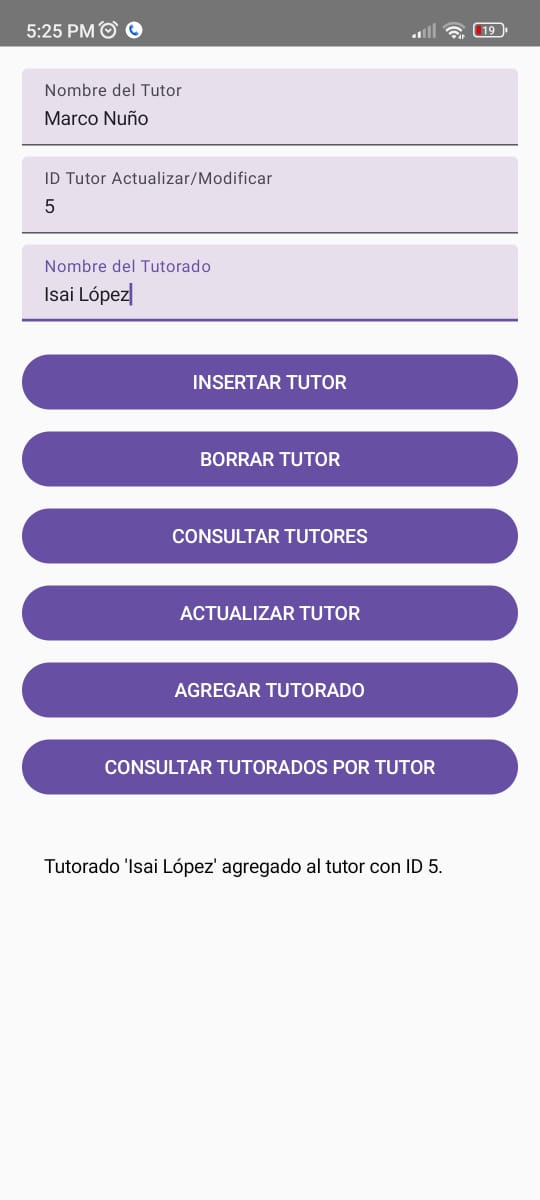 5:25 PM
19
Nombre del Tutor
Marco Nuño
ID Tutor Actualizar/Modificar
5
Nombre del Tutorado
Isai López
INSERTAR TUTOR
BORRAR TUTOR
CONSULTAR TUTORES
ACTUALIZAR TUTOR
AGREGAR TUTORADO
CONSULTAR TUTORADOS POR TUTOR
Tutorado 'Isai López' agregado al tutor con ID 5.